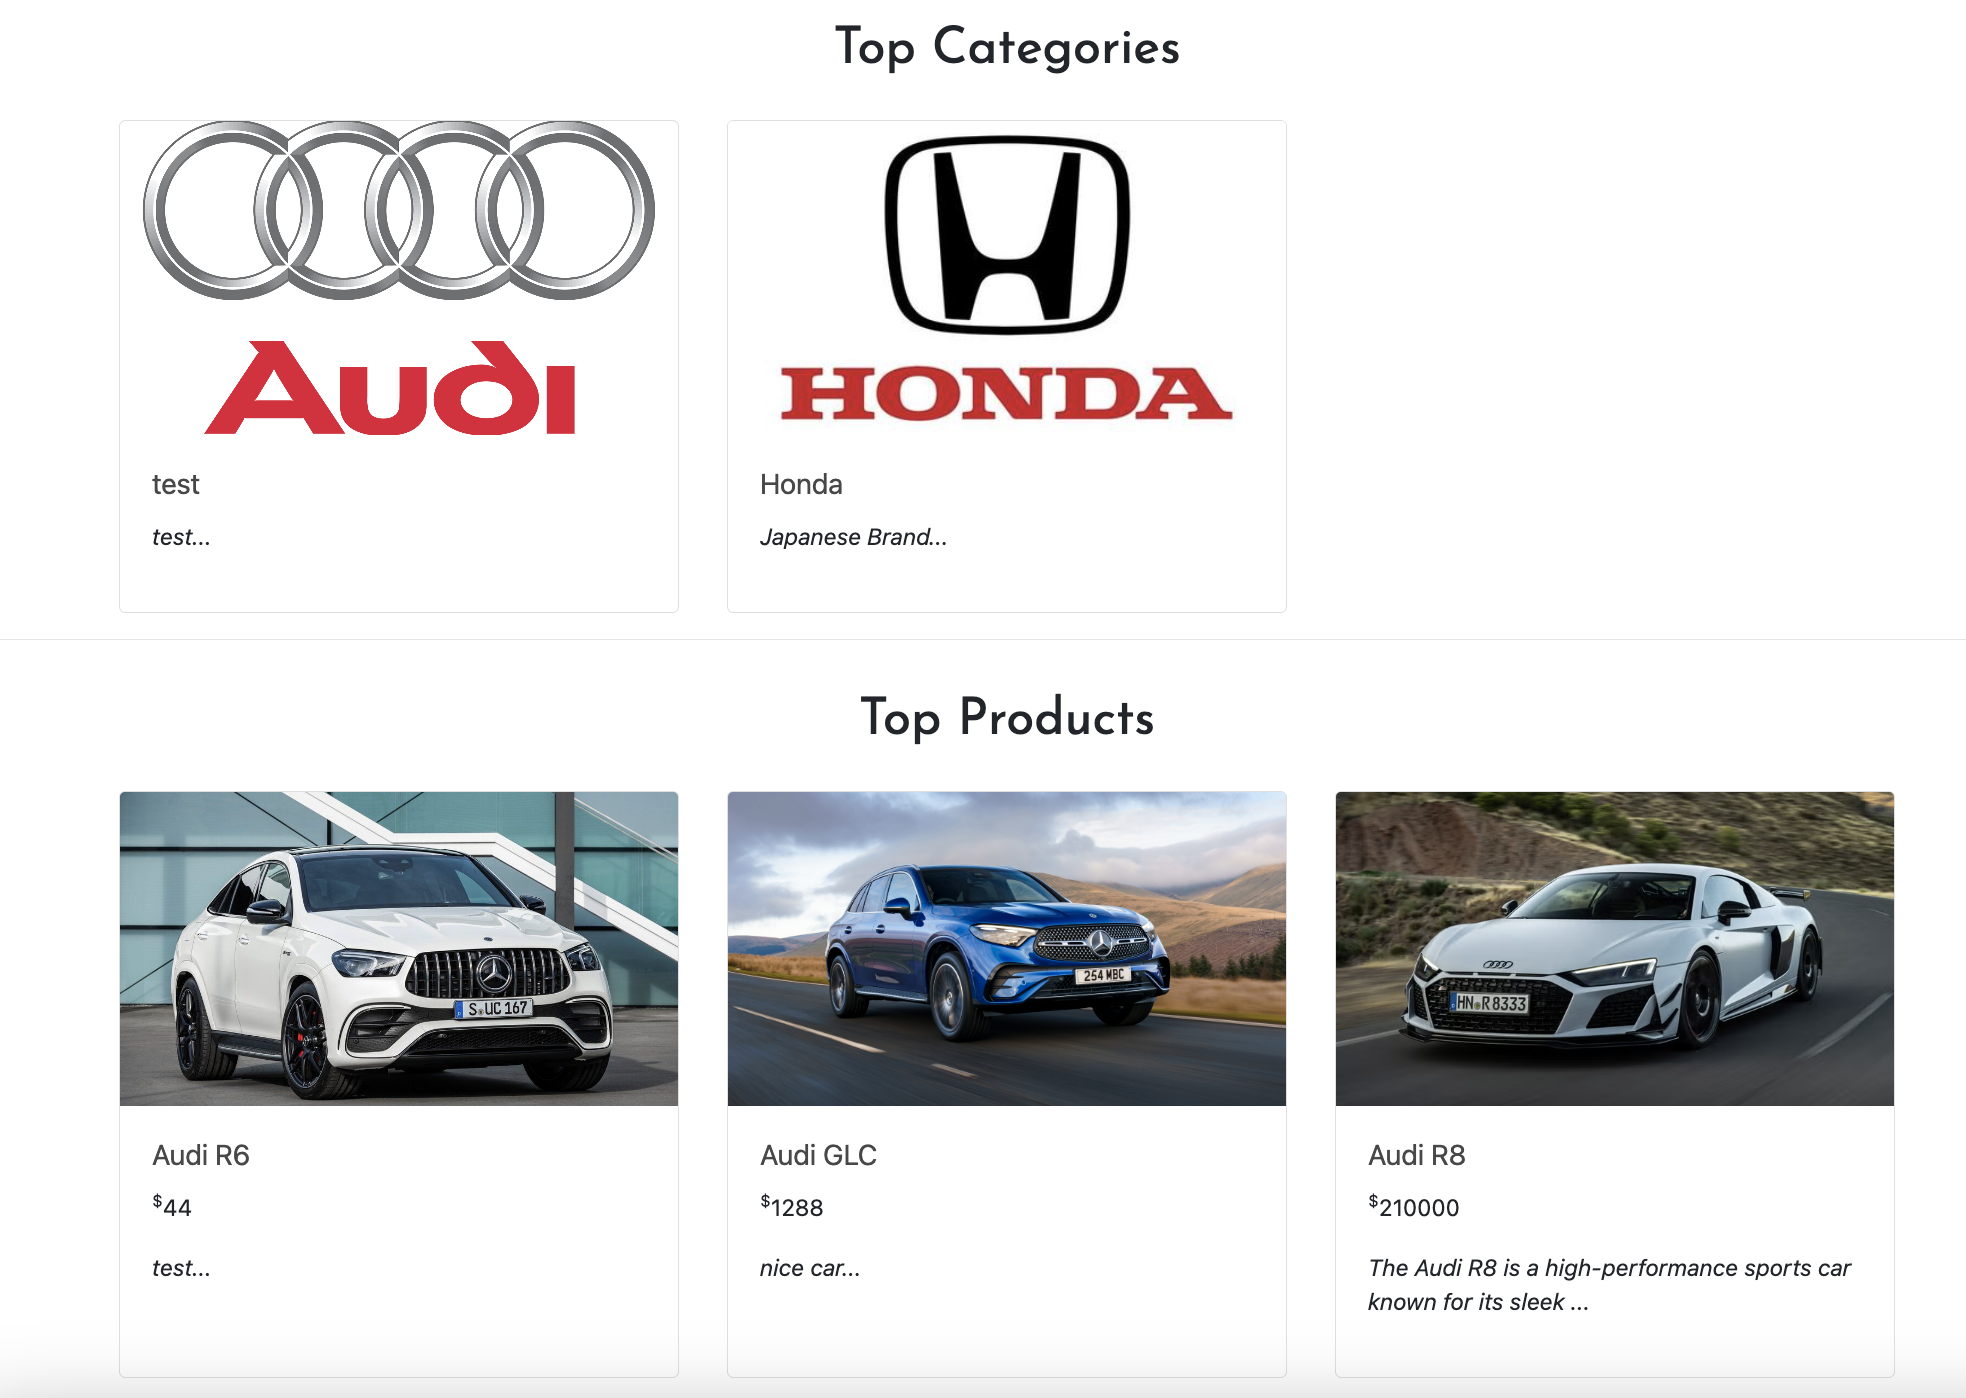 Top Categories
Audi
HONDA
test
test...
Honda
Japanese Brand...
Top Products
S UC 167
254 MBC
HN R 8333
Audi R6
$44
test...
Audi GLC
$1288
nice car...
Audi R8
$210000
The Audi R8 is a high-performance sports car
known for its sleek ...